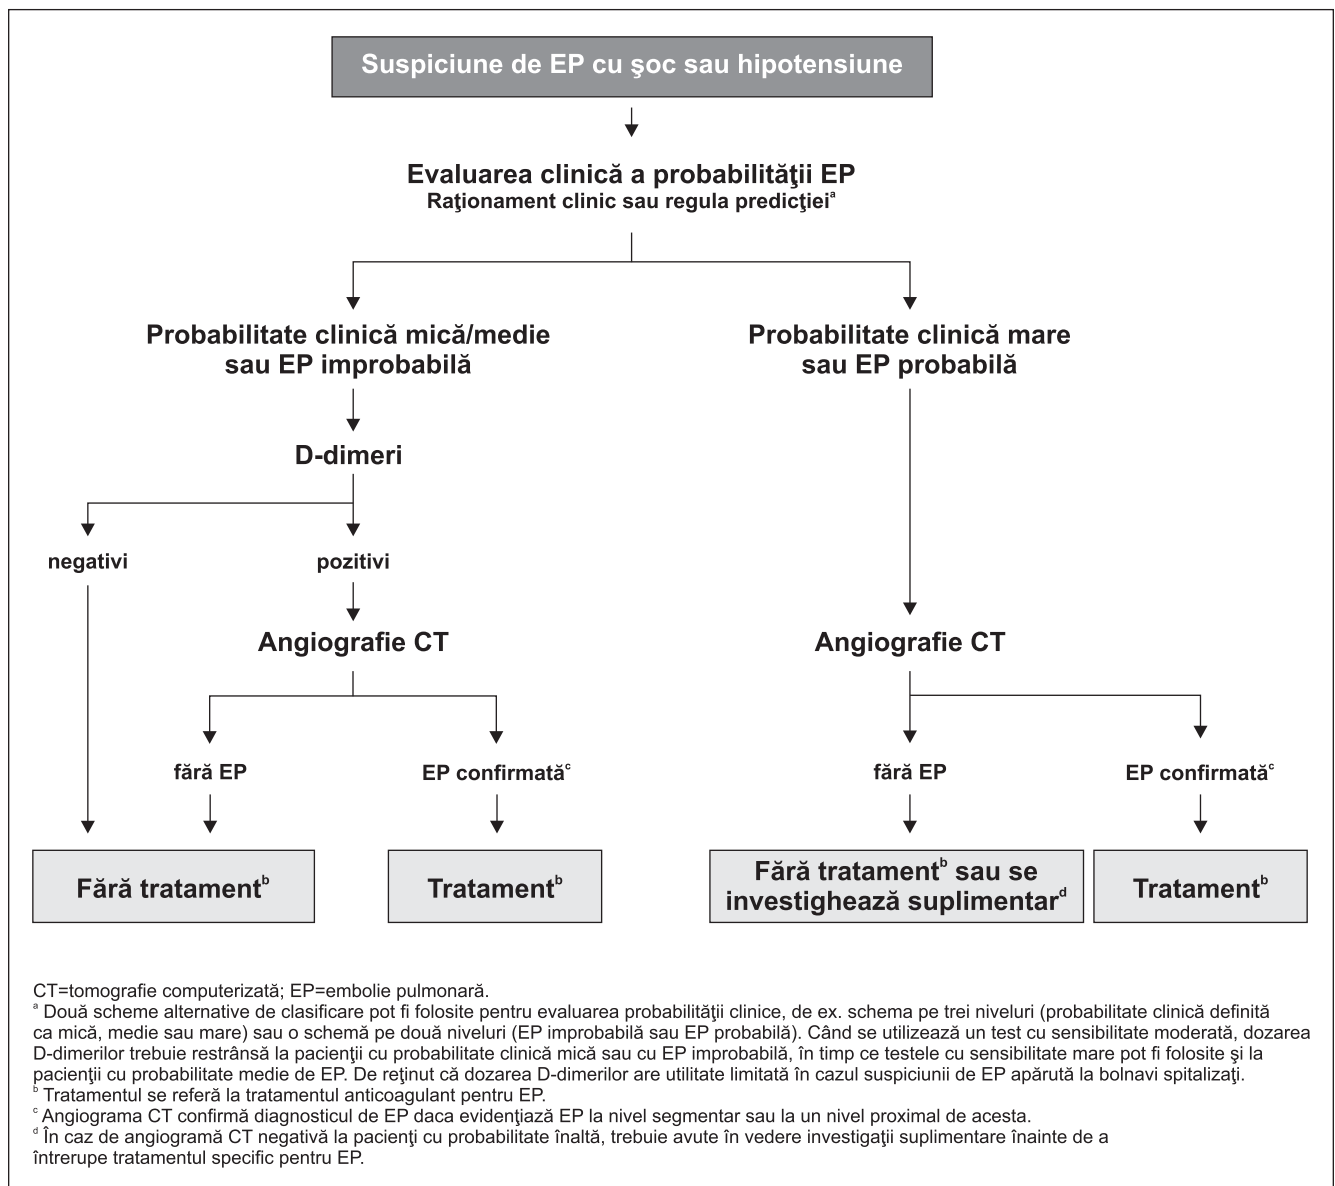 Suspiciune de EP cu şoc sau hipotensiune
Evaluarea clinică a probabilităţii EP
Raţionament clinic sau regula predicţieiᵃ
Probabilitate clinică mică/medie
sau EP improbabilă
Probabilitate clinică mare
sau EP probabilă
D-dimeri
negativi
pozitivi
Angiografie CT
Angiografie CT
fără EP
EP confirmatăᶜ
fără EP
EP confirmatăᶜ
Fără tratamentᵇ
Tratamentᵇ
Fără tratamentᵇ sau se
investighează suplimentarᵈ
Tratamentᵇ
CT=tomografie computerizată; EP=embolie pulmonară.
ᵃ Două scheme alternative de clasificare pot fi folosite pentru evaluarea probabilităţii clinice, de ex. schema pe trei niveluri (probabilitate clinică definită
ca mică, medie sau mare) sau o schemă pe două niveluri (EP improbabilă sau EP probabilă). Când se utilizează un test cu sensibilitate moderată, dozarea
D-dimerilor trebuie restrânsă la pacienţii cu probabilitate clinică mică sau cu EP improbabilă, în timp ce testele cu sensibilitate mare pot fi folosite şi la
pacienţii cu probabilitate medie de EP. De reţinut că dozarea D-dimerilor are utilitate limitată în cazul suspiciunii de EP apărută la bolnavi spitalizaţi.
ᵇ Tratamentul se referă la tratamentul anticoagulant pentru EP.
ᶜ Angiograma CT confirmă diagnosticul de EP daca evidenţiază EP la nivel segmentar sau la un nivel proximal de acesta.
ᵈ În caz de angiogramă CT negativă la pacienţi cu probabilitate înaltă, trebuie avute în vedere investigaţii suplimentare înainte de a
întrerupe tratamentul specific pentru EP.